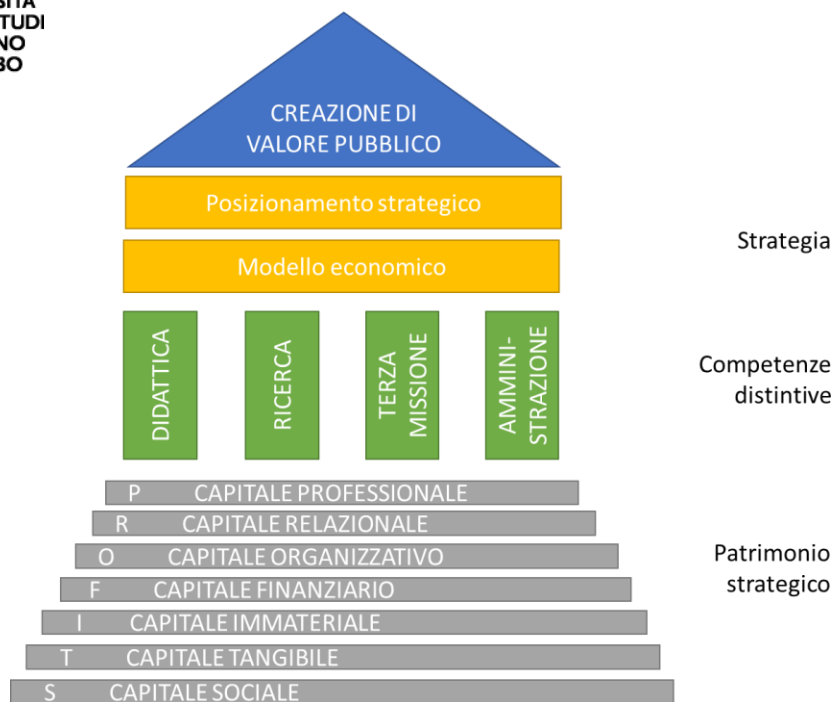 SITÀ
TUDI
NO
BO
CREAZIONE DI
VALORE PUBBLICO
Posizionamento strategico
Modello economico
Strategia
DIDATTICA
RICERCA
TERZA
MISSIONE
AMMINI-
STRAZIONE
Competenze
distintive
P CAPITALE PROFESSIONALE
R CAPITALE RELAZIONALE
O CAPITALE ORGANIZZATIVO
F CAPITALE FINANZIARIO
I CAPITALE IMMATERIALE
T CAPITALE TANGIBILE
S CAPITALE SOCIALE
Patrimonio
strategico